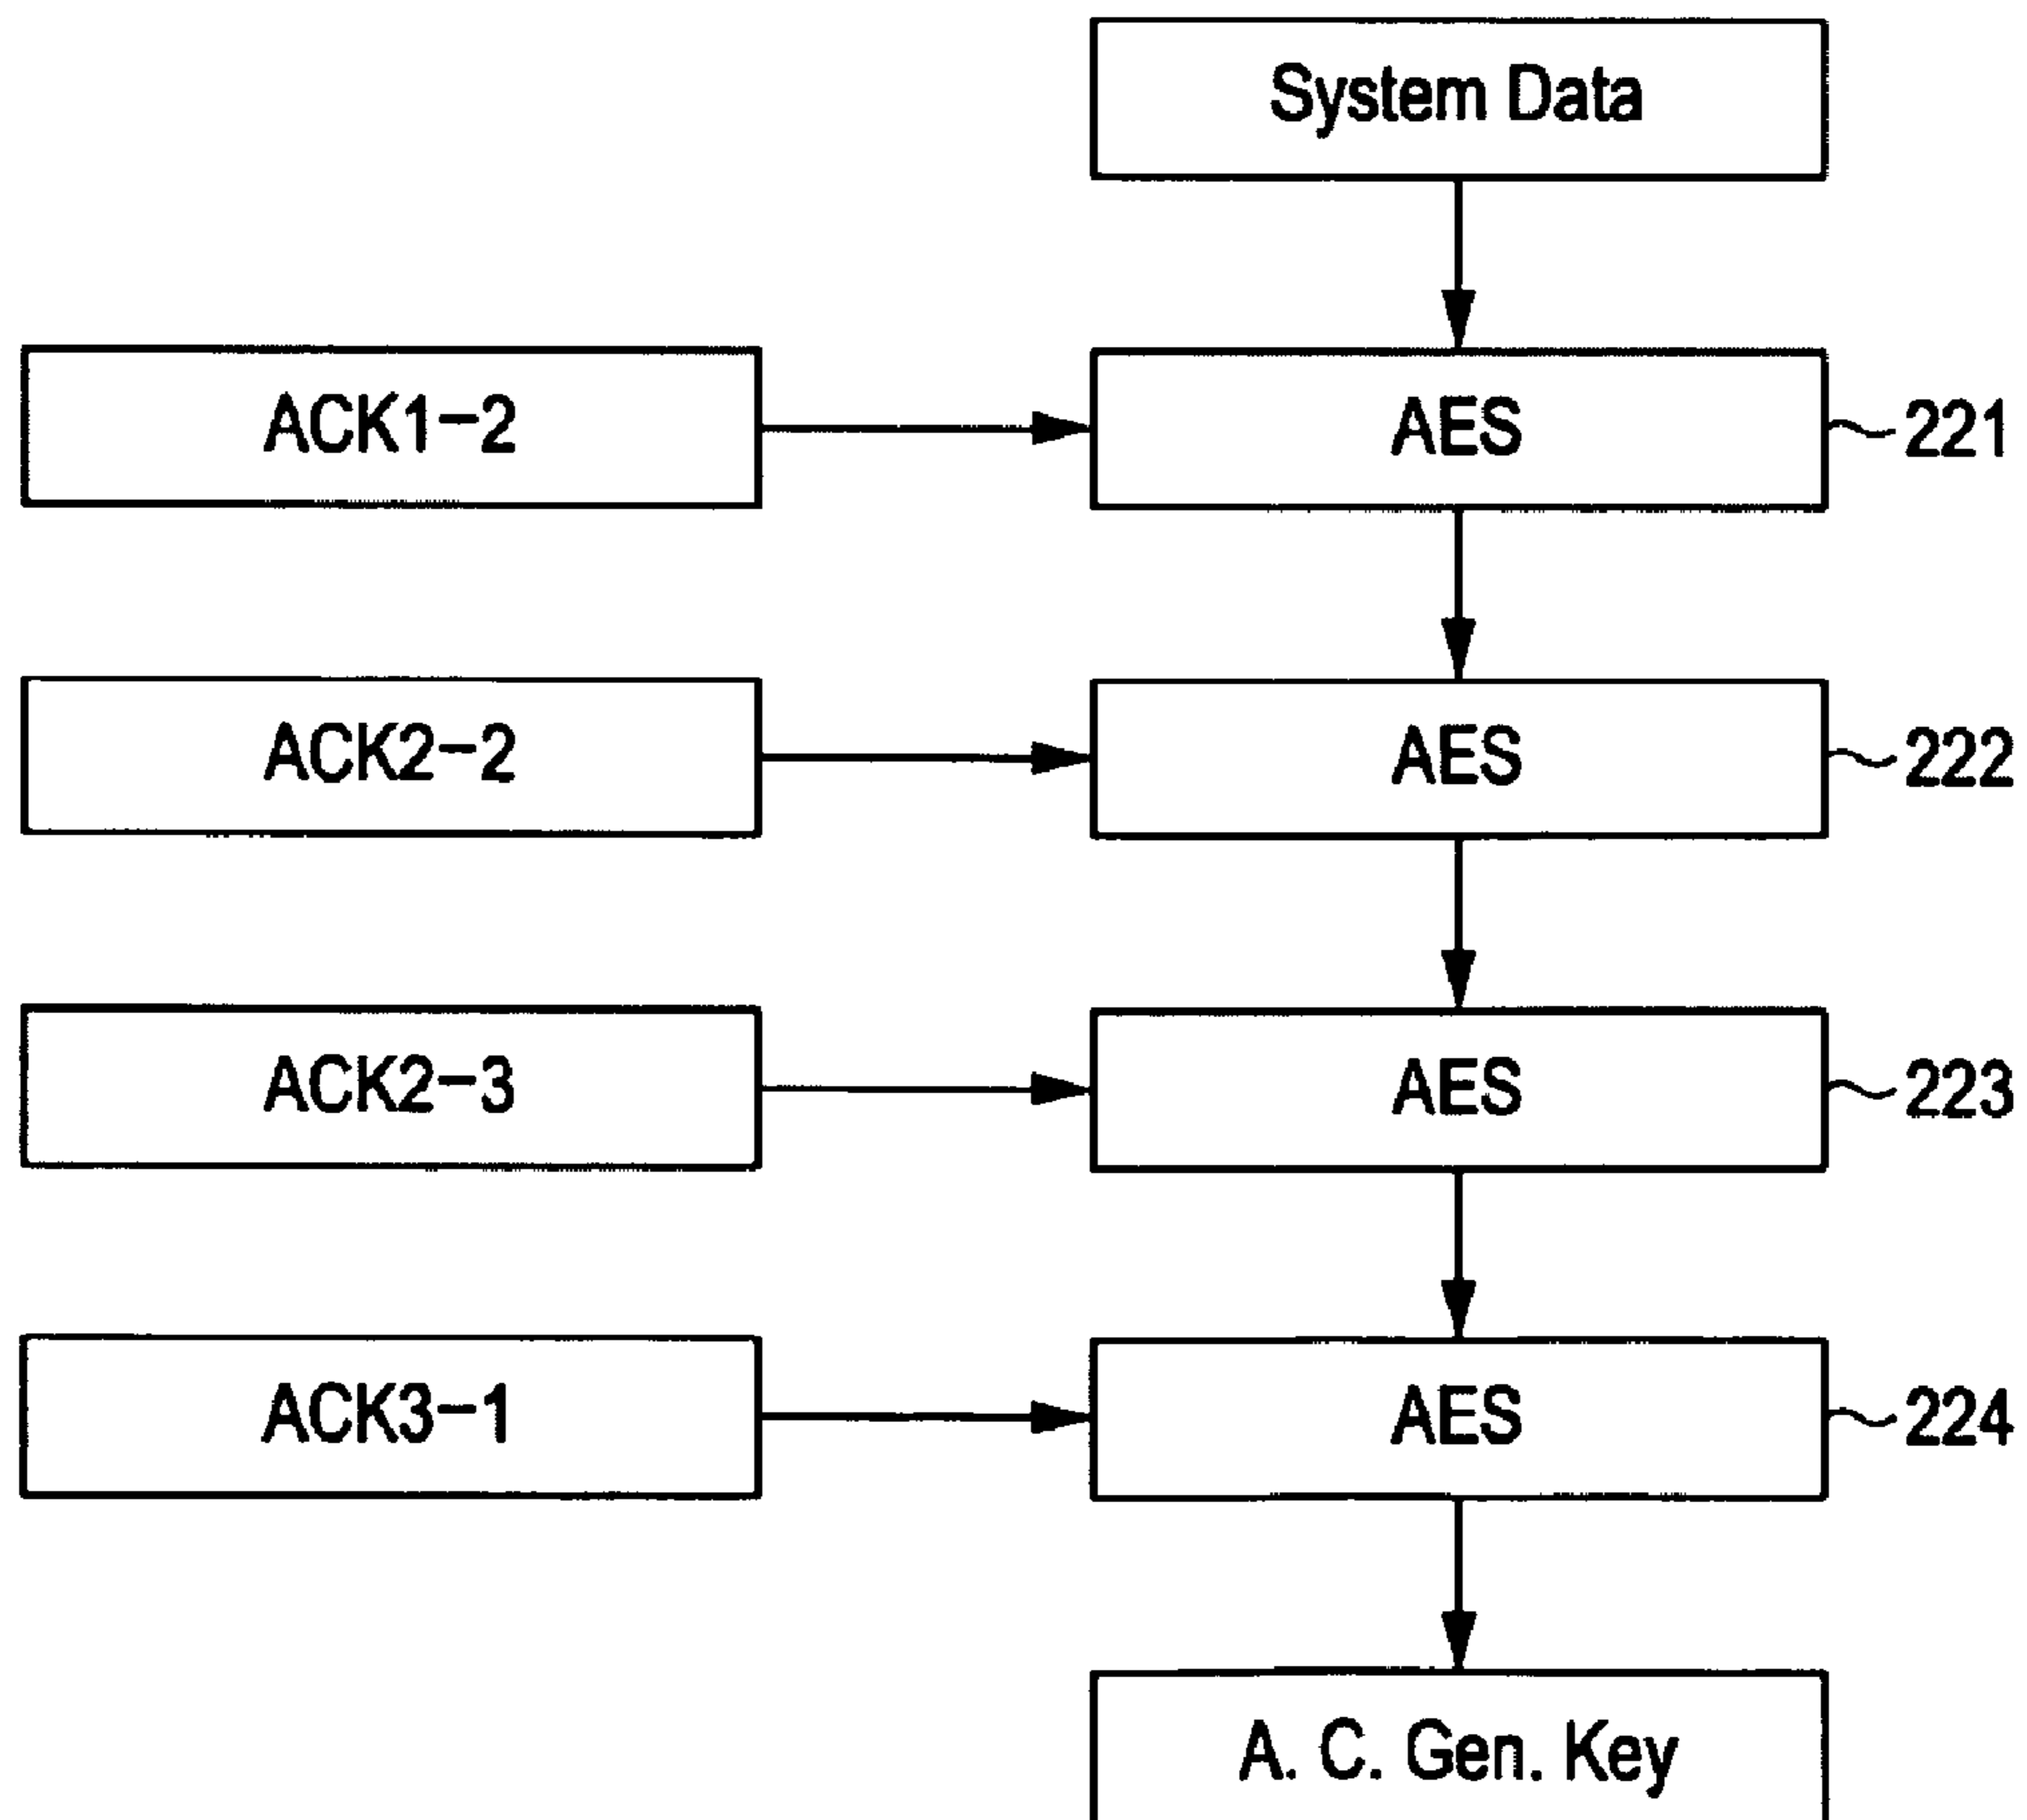 System Data
ACK1-2
AES
221
ACK2-2
AES
222
ACK2-3
AES
223
ACK3-1
AES
224
A. C. Gen. Key